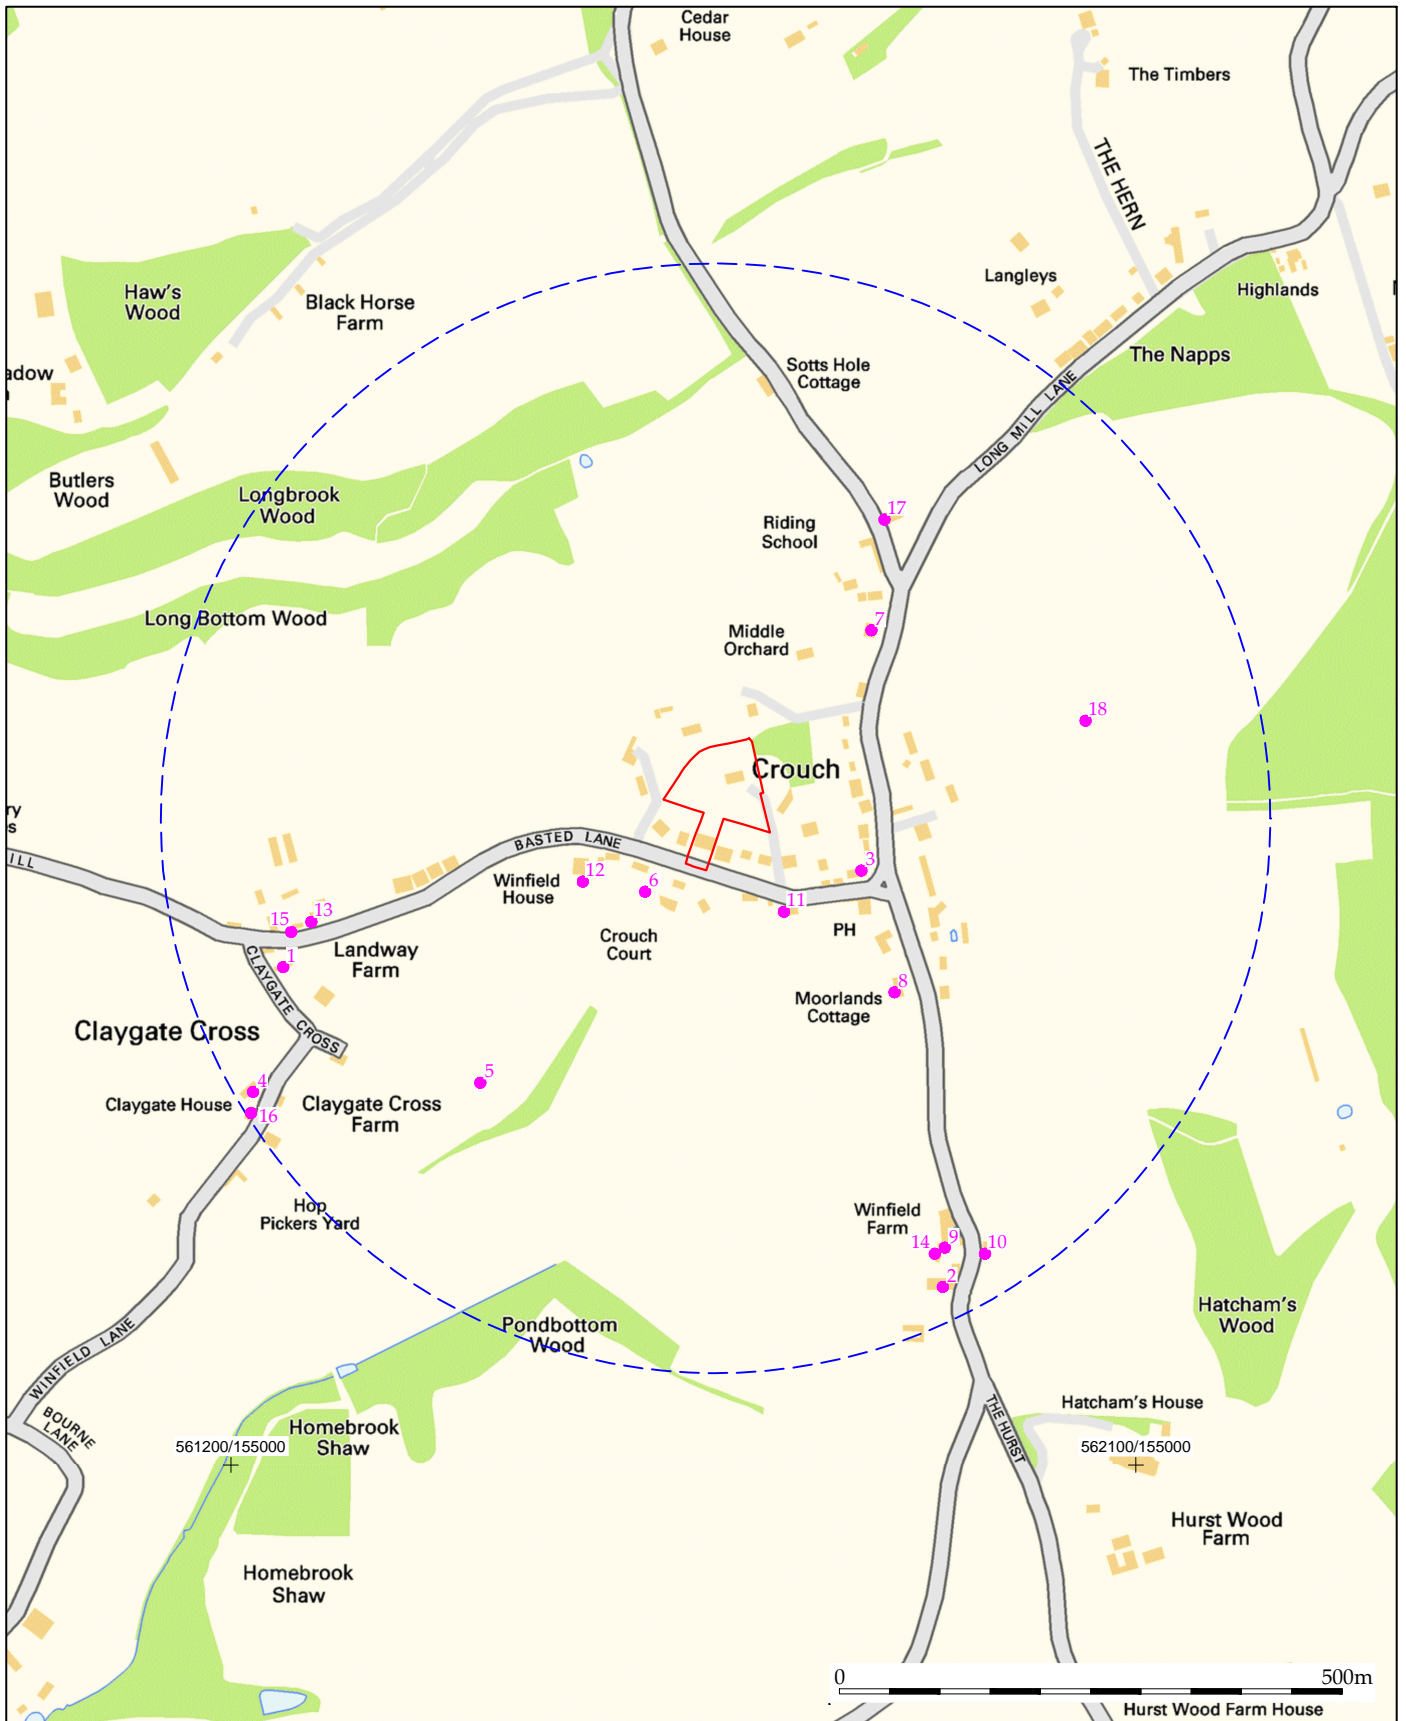 Cedar
House
The Timbers
THE HERN
Langleys
Highlands
Haw's
Wood
Black Horse
Farm
The Napps
Sotts Hole
Cottage
adow
LONG MILL LANE
Butlers
Wood
Longbrook
Wood
17
Riding
School
Long Bottom Wood
7
Middle
Orchard
18
Crouch
ry
s
ILL
BASTED LANE
3
12
6
Winfield
House
11
13
15
PH
Crouch
Court
Landway
Farm
1
CLAYGATE CROSS
8
Moorlands
Cottage
Claygate Cross
5
4
Claygate House
16
Claygate Cross
Farm
Hop
Pickers Yard
Winfield
Farm
14
9
10
2
Hatcham's
Wood
Pondbottom
Wood
WINFIELD LANE
BOURNE
LANE
Homebrook
Shaw
Hatcham's House
THE HURST
561200/155000
562100/155000
Hurst Wood
Farm
Homebrook
Shaw
0
500m
Hurst Wood Farm House